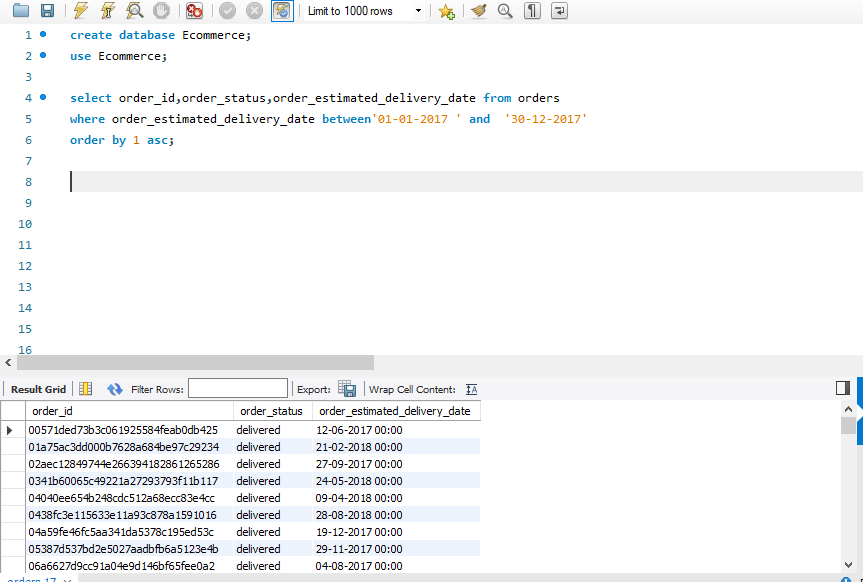 Limit to 1000 rows
1 create database Ecommerce;
2 use Ecommerce;
3
4 select order_id,order_status,order_estimated_delivery_date from orders
5 where order_estimated_delivery_date between'01-01-2017 ' and  '30-12-2017'
6 order by 1 asc;
7
8
9
10
11
12
13
14
15
16
Result Grid Filter Rows: Export: Wrap Cell Content:
order_id order_status order_estimated_delivery_date
00571ded73b3c061925584feab0db425 delivered 12-06-2017 00:00
01a75ac3dd000b7628a684be97c29234 delivered 21-02-2018 00:00
02aec12849744e266394182861265286 delivered 27-09-2017 00:00
0341b60065c49221a27293793f11b117 delivered 24-05-2018 00:00
04040ee654b248cdc512a68ecc83e4cc delivered 09-04-2018 00:00
0438fc3e115633e11a93c878a1591016 delivered 28-08-2018 00:00
04a59fe46fc5aa341da5378c195ed53c delivered 19-12-2017 00:00
05387d537bd2e5027aadbfb6a5123e4b delivered 29-11-2017 00:00
06a6627d9cc91a04e9d146bf65fee0a2 delivered 04-08-2017 00:00
orders 17